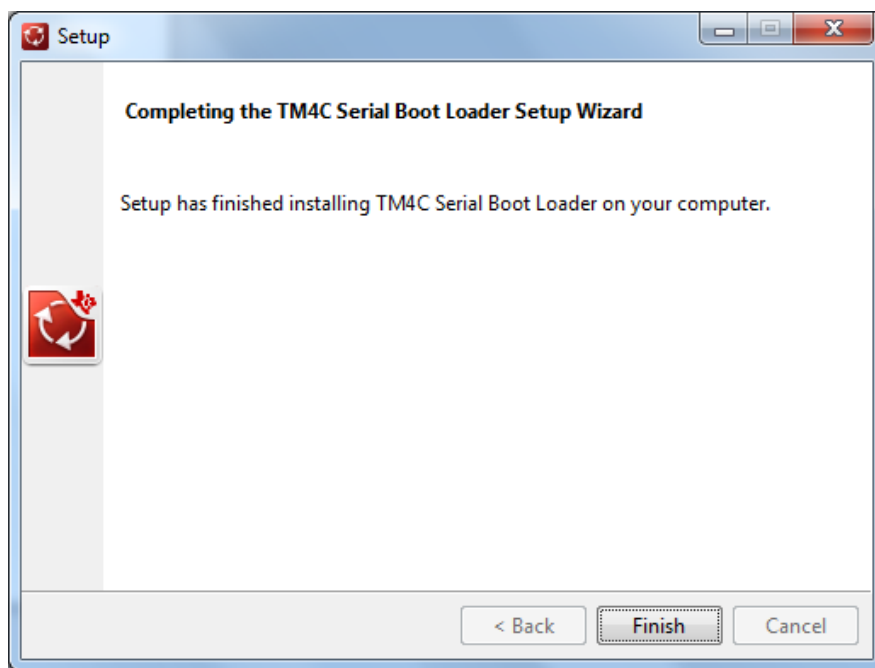 Setup
Completing the TM4C Serial Boot Loader Setup Wizard
Setup has finished installing TM4C Serial Boot Loader on your computer.
< Back
Finish
Cancel